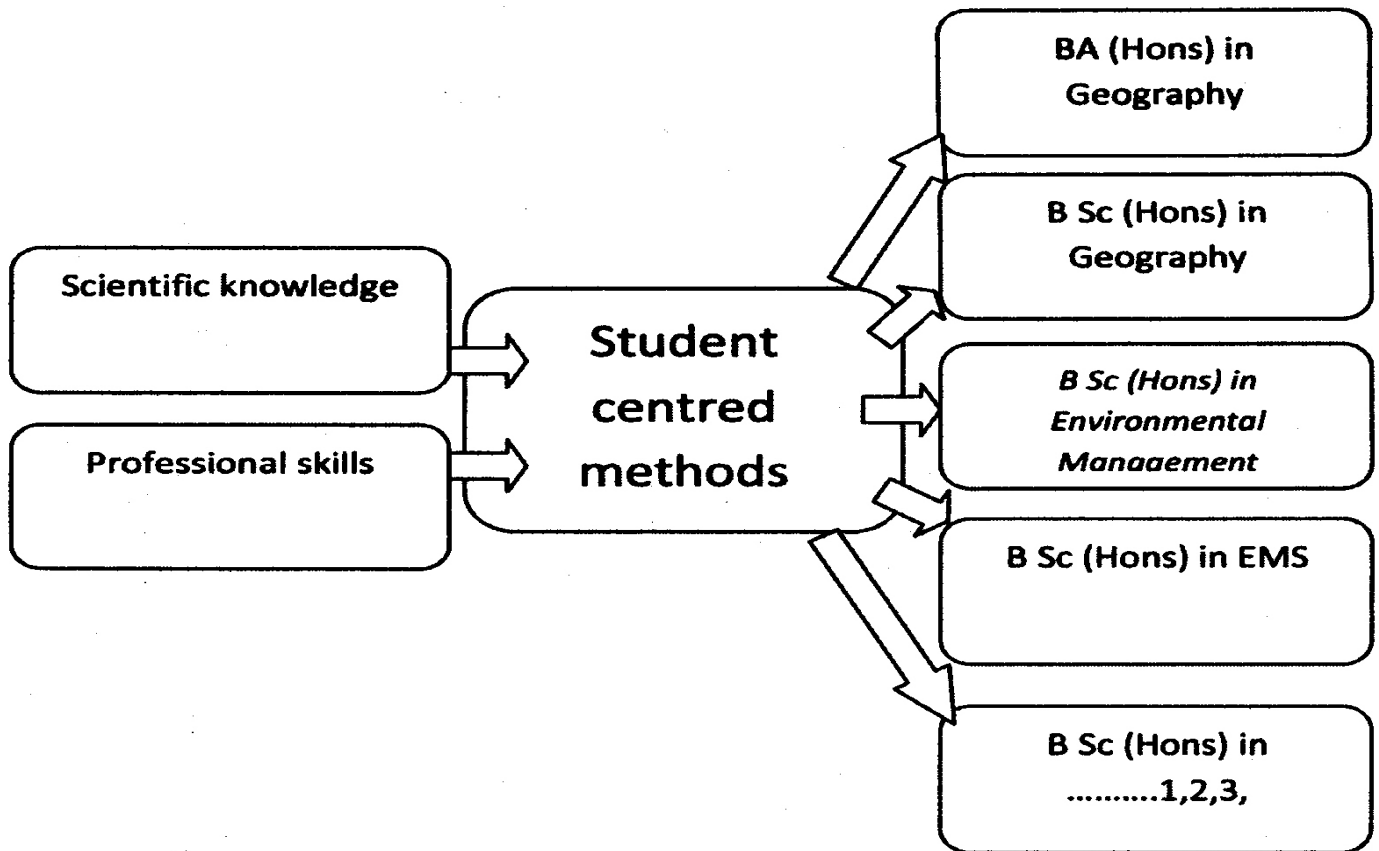 Scientific knowledge
Professional skills
Student
centred
methods
BA (Hons) in
Geography
B Sc (Hons) in
Geography
B Sc (Hons) in
Environmental
Management
B Sc (Hons) in EMS
B Sc (Hons) in
..........1,2,3,